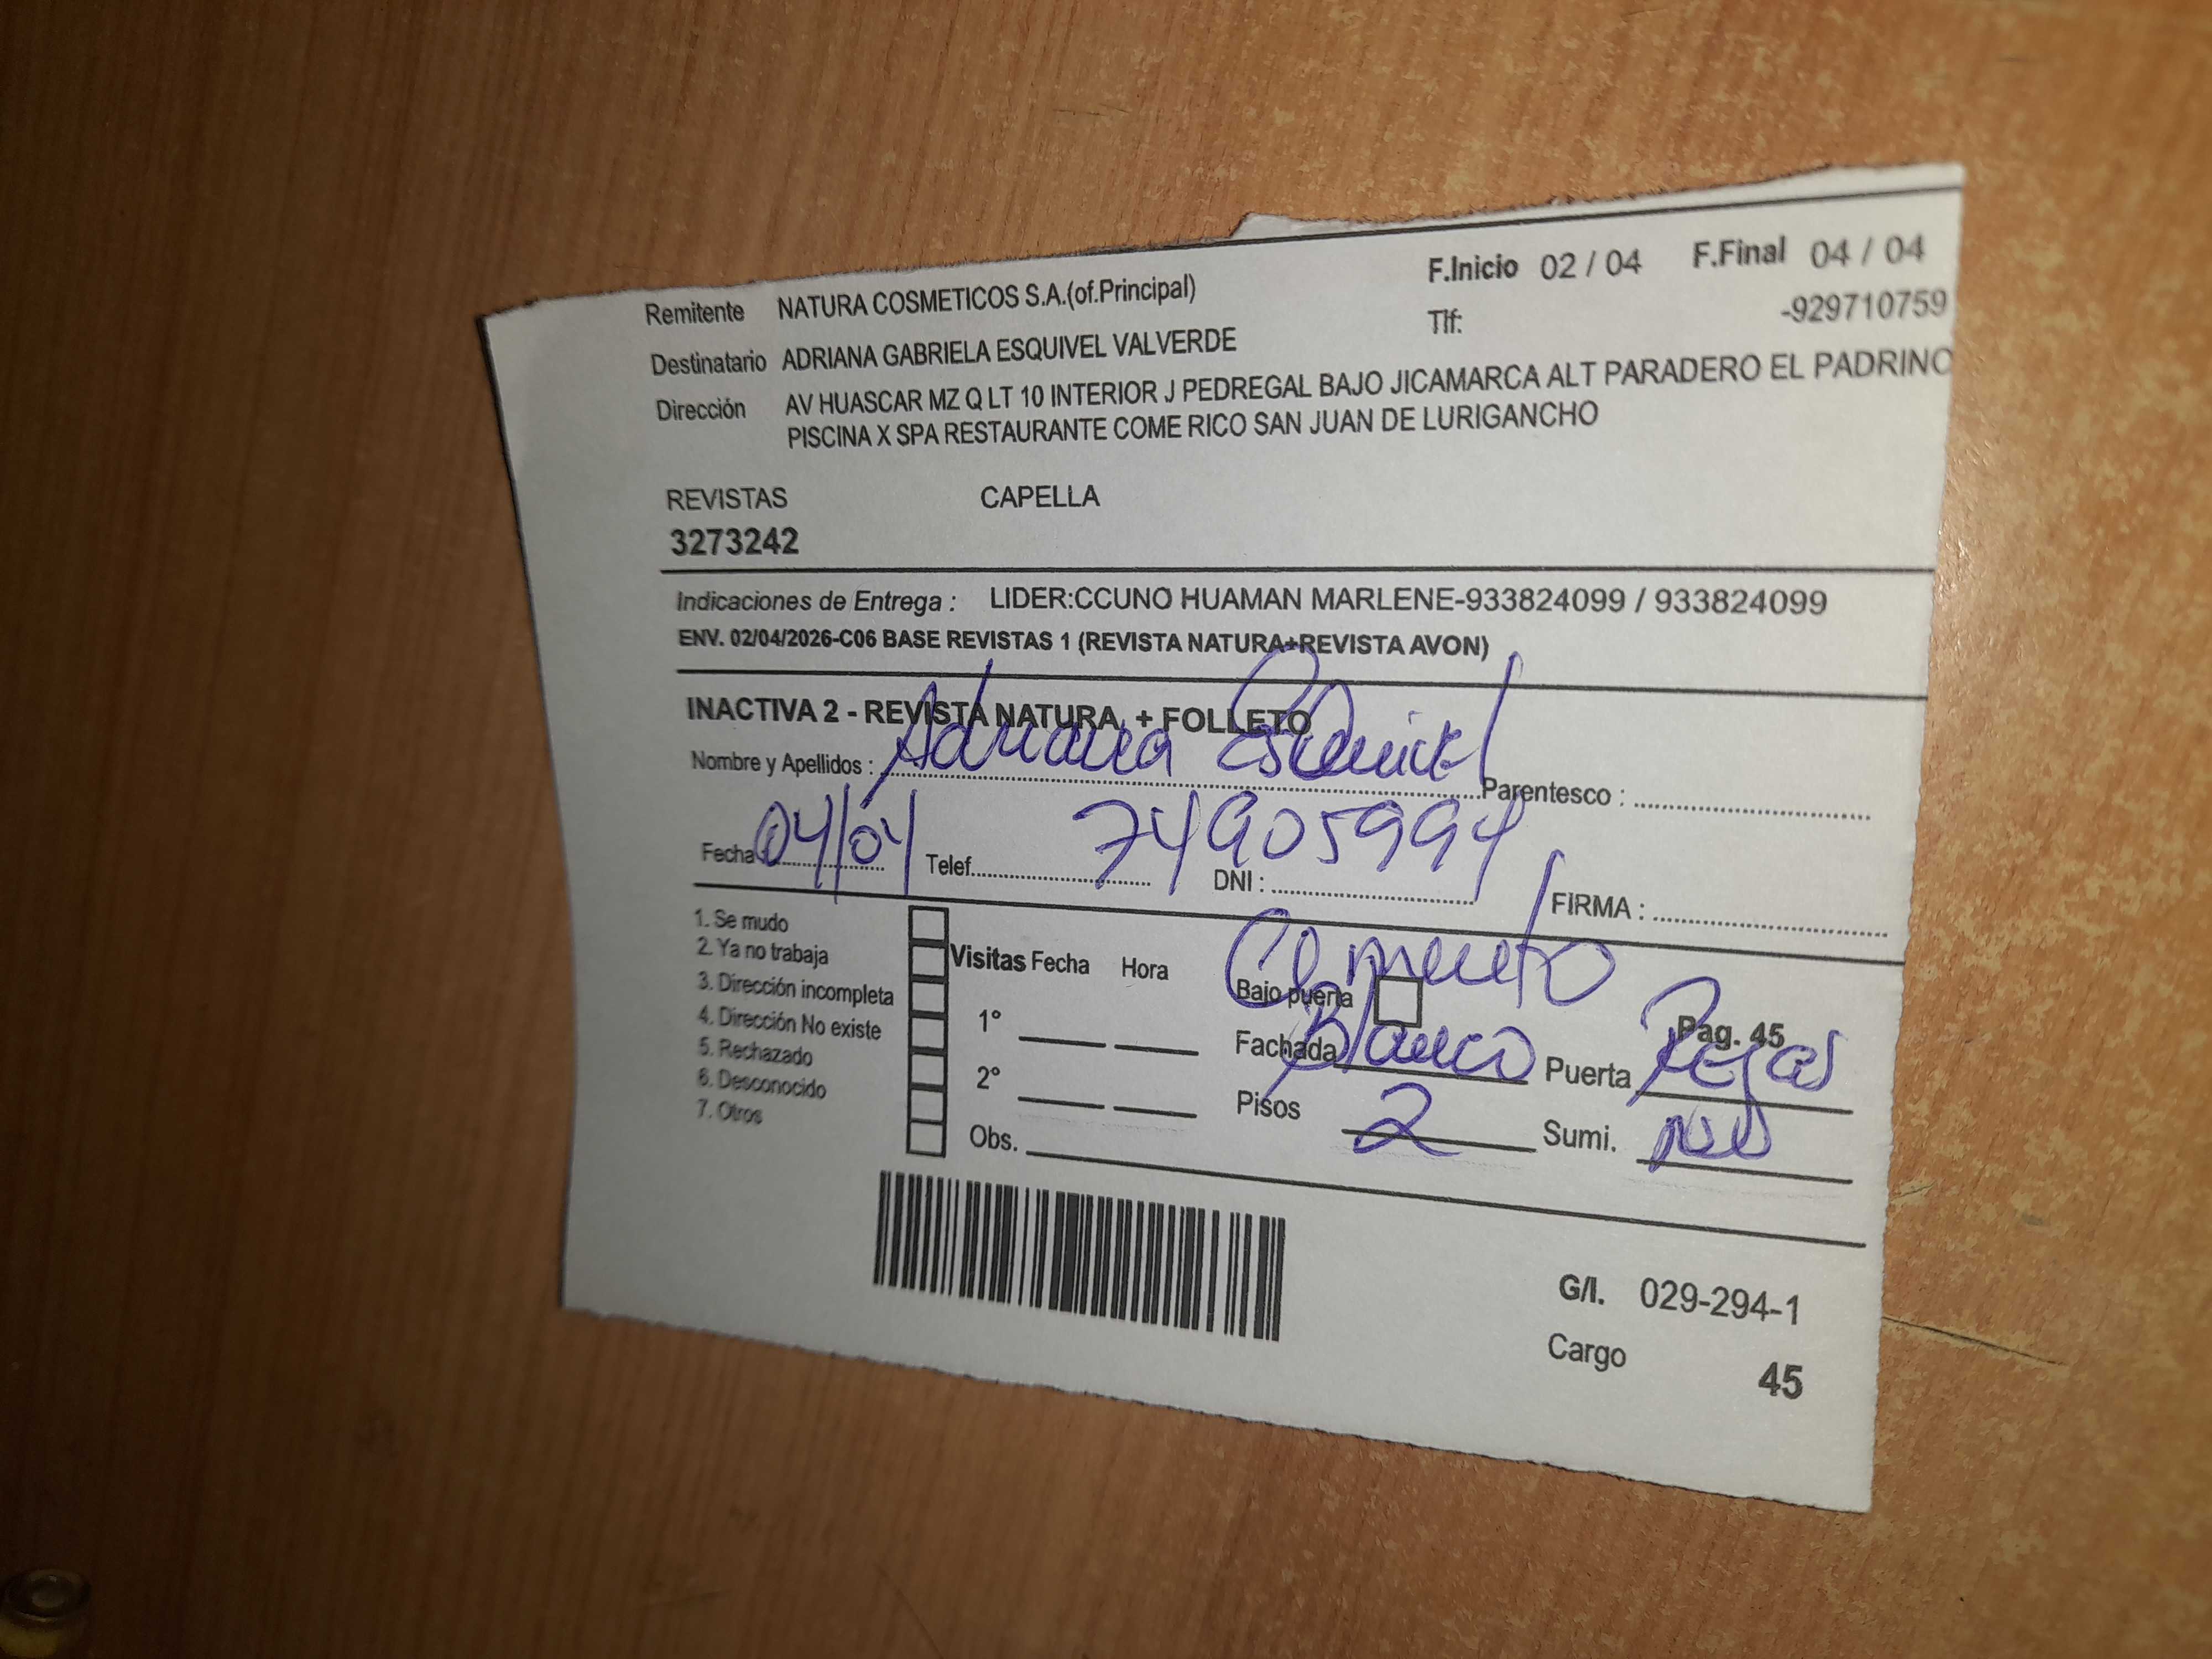 Remitente NATURA COSMETICOS S.A.(of.Principal) F.Inicio 02 / 04 F.Final 04 / 04
Destinatario ADRIANA GABRIELA ESQUIVEL VALVERDE Tlf: -929710759
Dirección AV HUASCAR MZ Q LT 10 INTERIOR J PEDREGAL BAJO JICAMARCA ALT PARADERO EL PADRINO
PISCINA X SPA RESTAURANTE COME RICO SAN JUAN DE LURIGANCHO
REVISTAS CAPELLA
3273242
Indicaciones de Entrega : LIDER:CCUNO HUAMAN MARLENE-933824099 / 933824099
ENV. 02/04/2026-C06 BASE REVISTAS 1 (REVISTA NATURA+REVISTA AVON)
INACTIVA 2 - REVISTA NATURA + FOLLETO
Nombre y Apellidos : Adriana Esquivel Parentesco :
Fecha 04/04 Telef. DNI : 74905994 FIRMA :
1. Se mudo
2. Ya no trabaja
3. Dirección incompleta
4. Dirección No existe
5. Rechazado
6. Desconocido
7. Otros
Visitas Fecha Hora
1°
2°
Obs.
Bajo puerta
Pag. 45
Fachada Blanco Puerta Rejas
Pisos 2 Sumi.
G/I. 029-294-1
Cargo 45